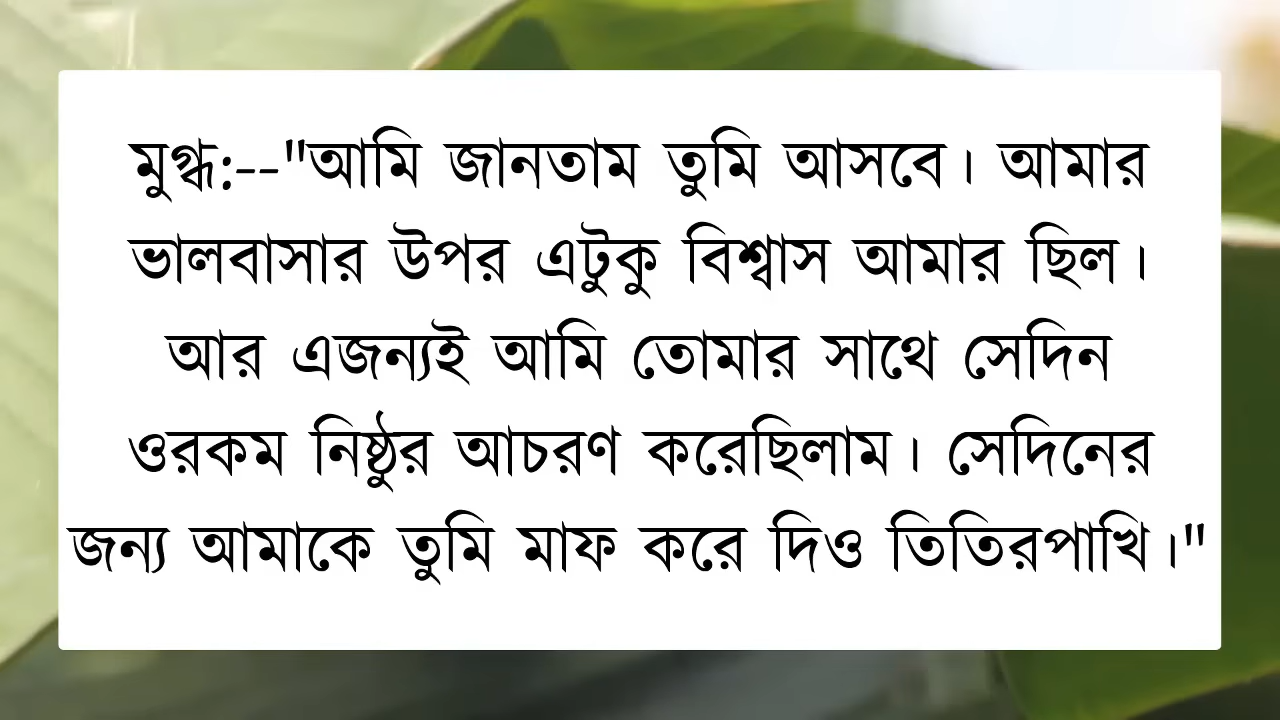 মুগ্ধ:--"আমি জানতাম তুমি আসবে। আমার
ভালবাসার উপর এটুকু বিশ্বাস আমার ছিল।
আর এজন্যই আমি তোমার সাথে সেদিন
ওরকম নিষ্ঠুর আচরণ করেছিলাম। সেদিনের
জন্য আমাকে তুমি মাফ করে দিও তিতিরপাখি।"